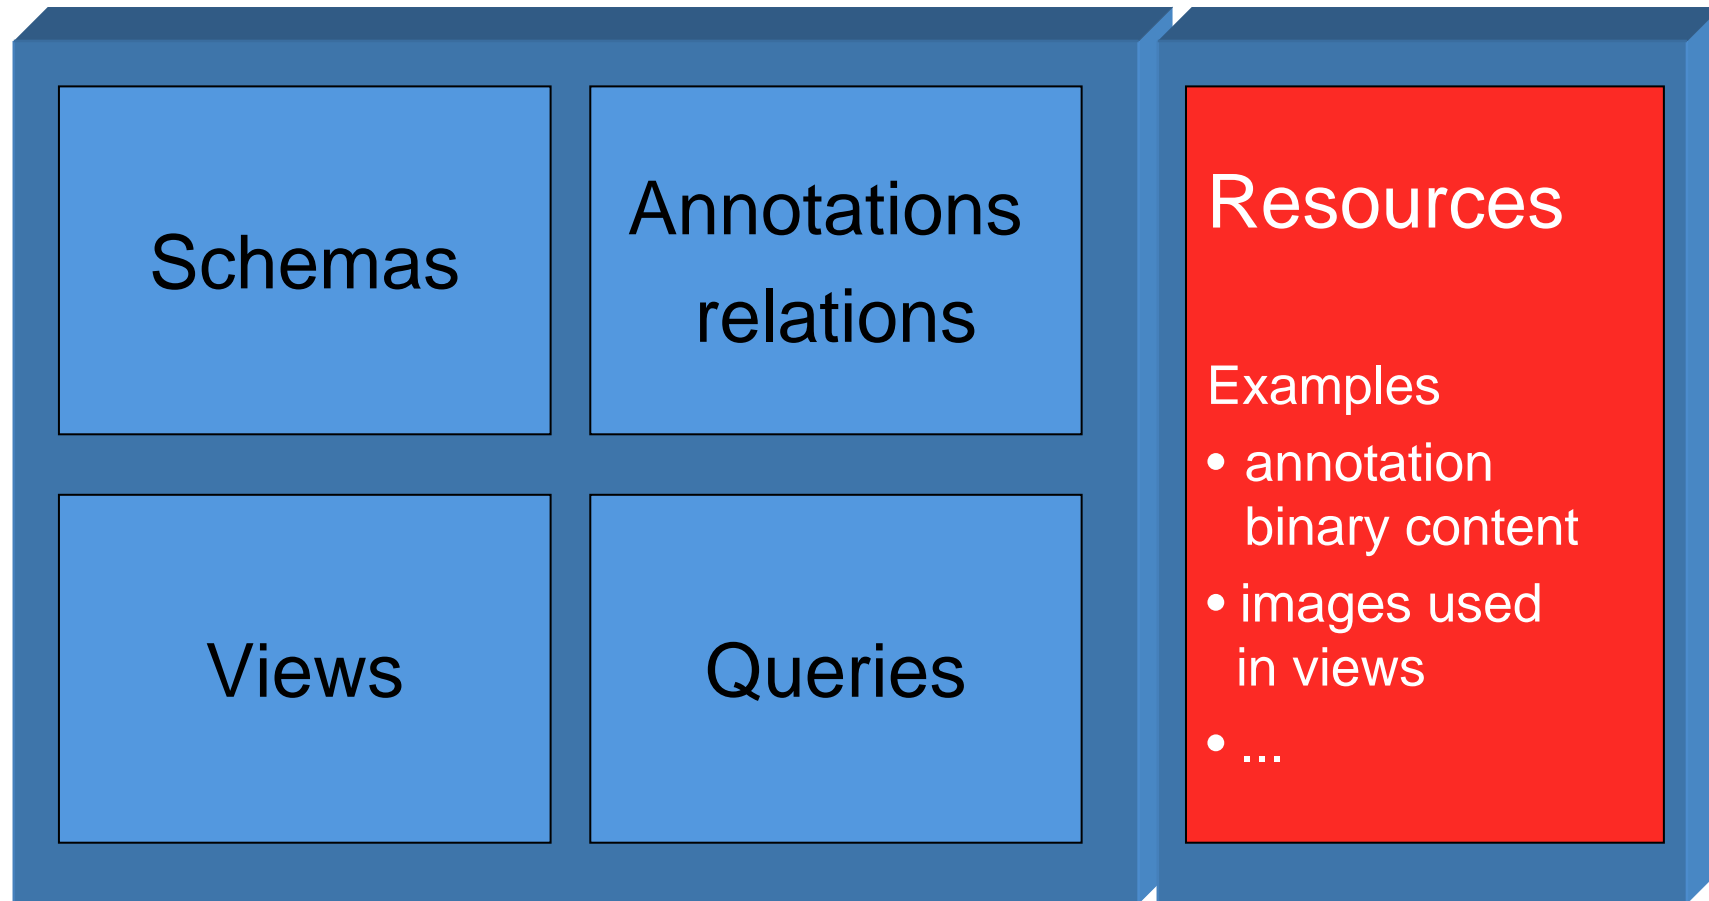 Schemas
Annotations
relations
Views
Queries
Resources
Examples
• annotation
binary content
• images used
in views
• ...